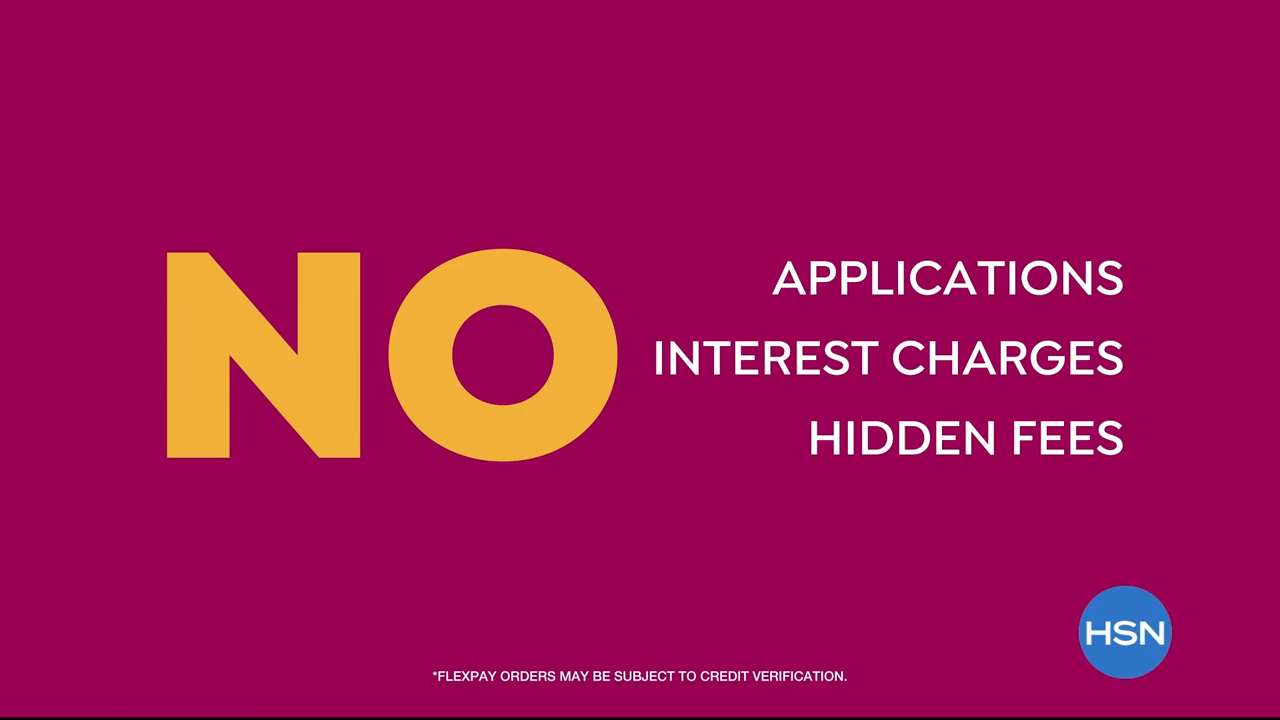 NO
APPLICATIONS
INTEREST CHARGES
HIDDEN FEES
HSN
*FLEXPAY ORDERS MAY BE SUBJECT TO CREDIT VERIFICATION.